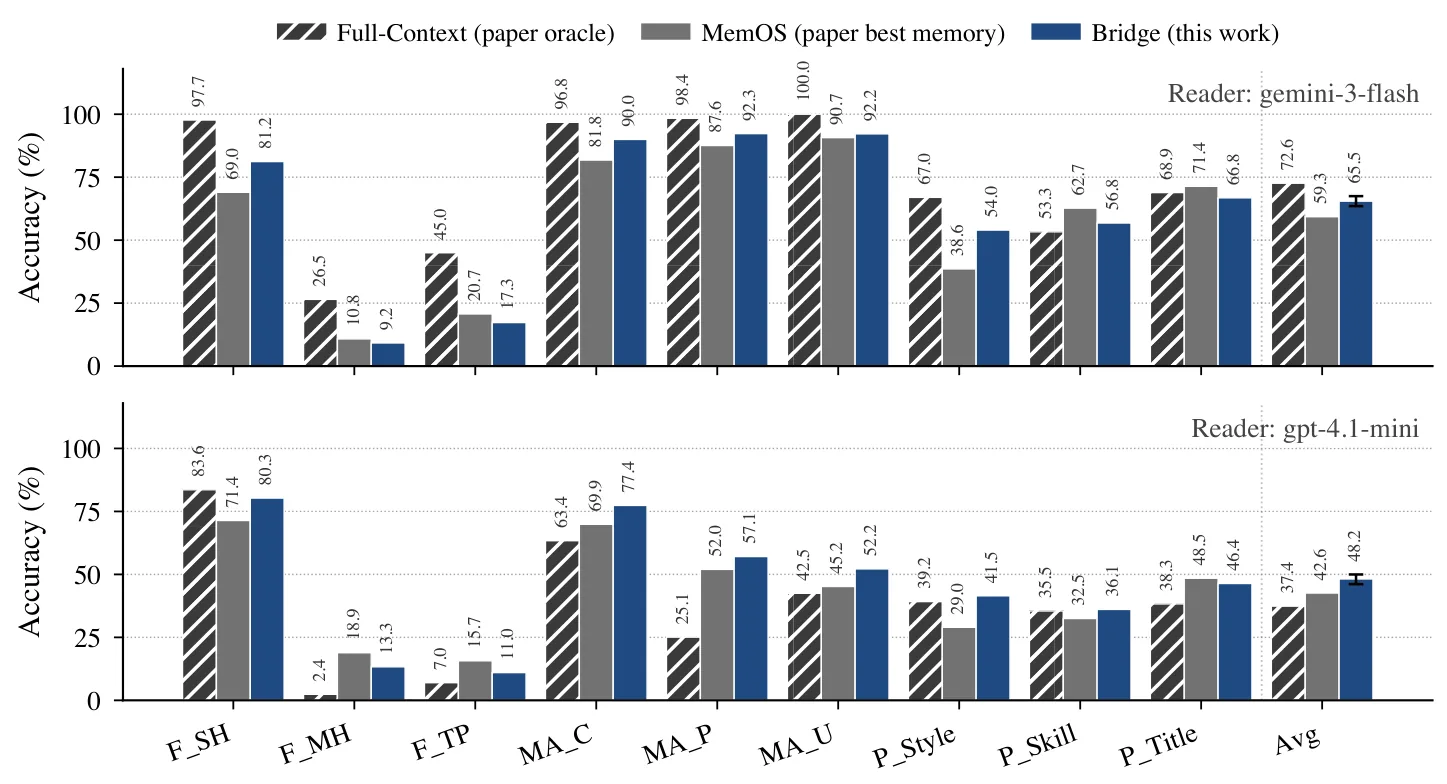 Full-Context (paper oracle) MemOS (paper best memory) Bridge (this work)
Reader: gemini-3-flash
Accuracy (%)
100
75
50
25
0
97.7 69.0 81.2
26.5 10.8 9.2
45.0 20.7 17.3
96.8 81.8 90.0
98.4 87.6 92.3
100.0 90.7 92.2
67.0 38.6 54.0
53.3 62.7 56.8
68.9 71.4 66.8
72.6 59.3 65.5
Reader: gpt-4.1-mini
Accuracy (%)
100
75
50
25
0
83.6 71.4 80.3
2.4 18.9 13.3
7.0 15.7 11.0
63.4 69.9 77.4
25.1 52.0 57.1
42.5 45.2 52.2
39.2 29.0 41.5
35.5 32.5 36.1
38.3 48.5 46.4
37.4 42.6 48.2
F_SH F_MH F_TP MA_C MA_P MA_U P_Style P_Skill P_Title Avg